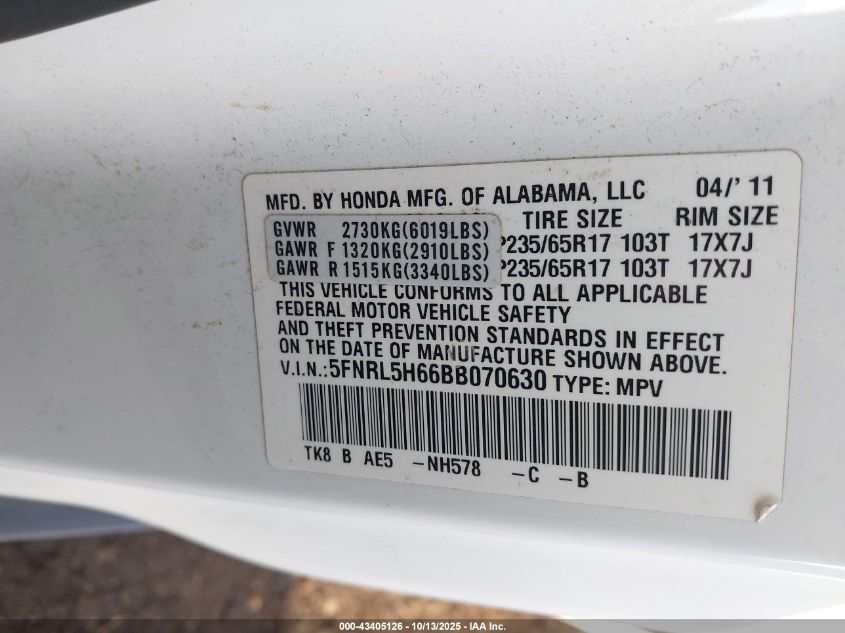 MFD. BY HONDA MFG. OF ALABAMA, LLC 04/' 11
TIRE SIZE RIM SIZE
GVWR 2730KG(6019LBS)
GAWR F 1320KG(2910LBS) P235/65R17 103T 17X7J
GAWR R 1515KG(3340LBS) P235/65R17 103T 17X7J
THIS VEHICLE CONFORMS TO ALL APPLICABLE
FEDERAL MOTOR VEHICLE SAFETY
AND THEFT PREVENTION STANDARDS IN EFFECT
ON THE DATE OF MANUFACTURE SHOWN ABOVE.
V.I.N.:5FNRL5H66BB070630 TYPE: MPV
TK8 B AE5 -NH578 -C -B
000-43405126 - 10/13/2025 - IAA Inc.